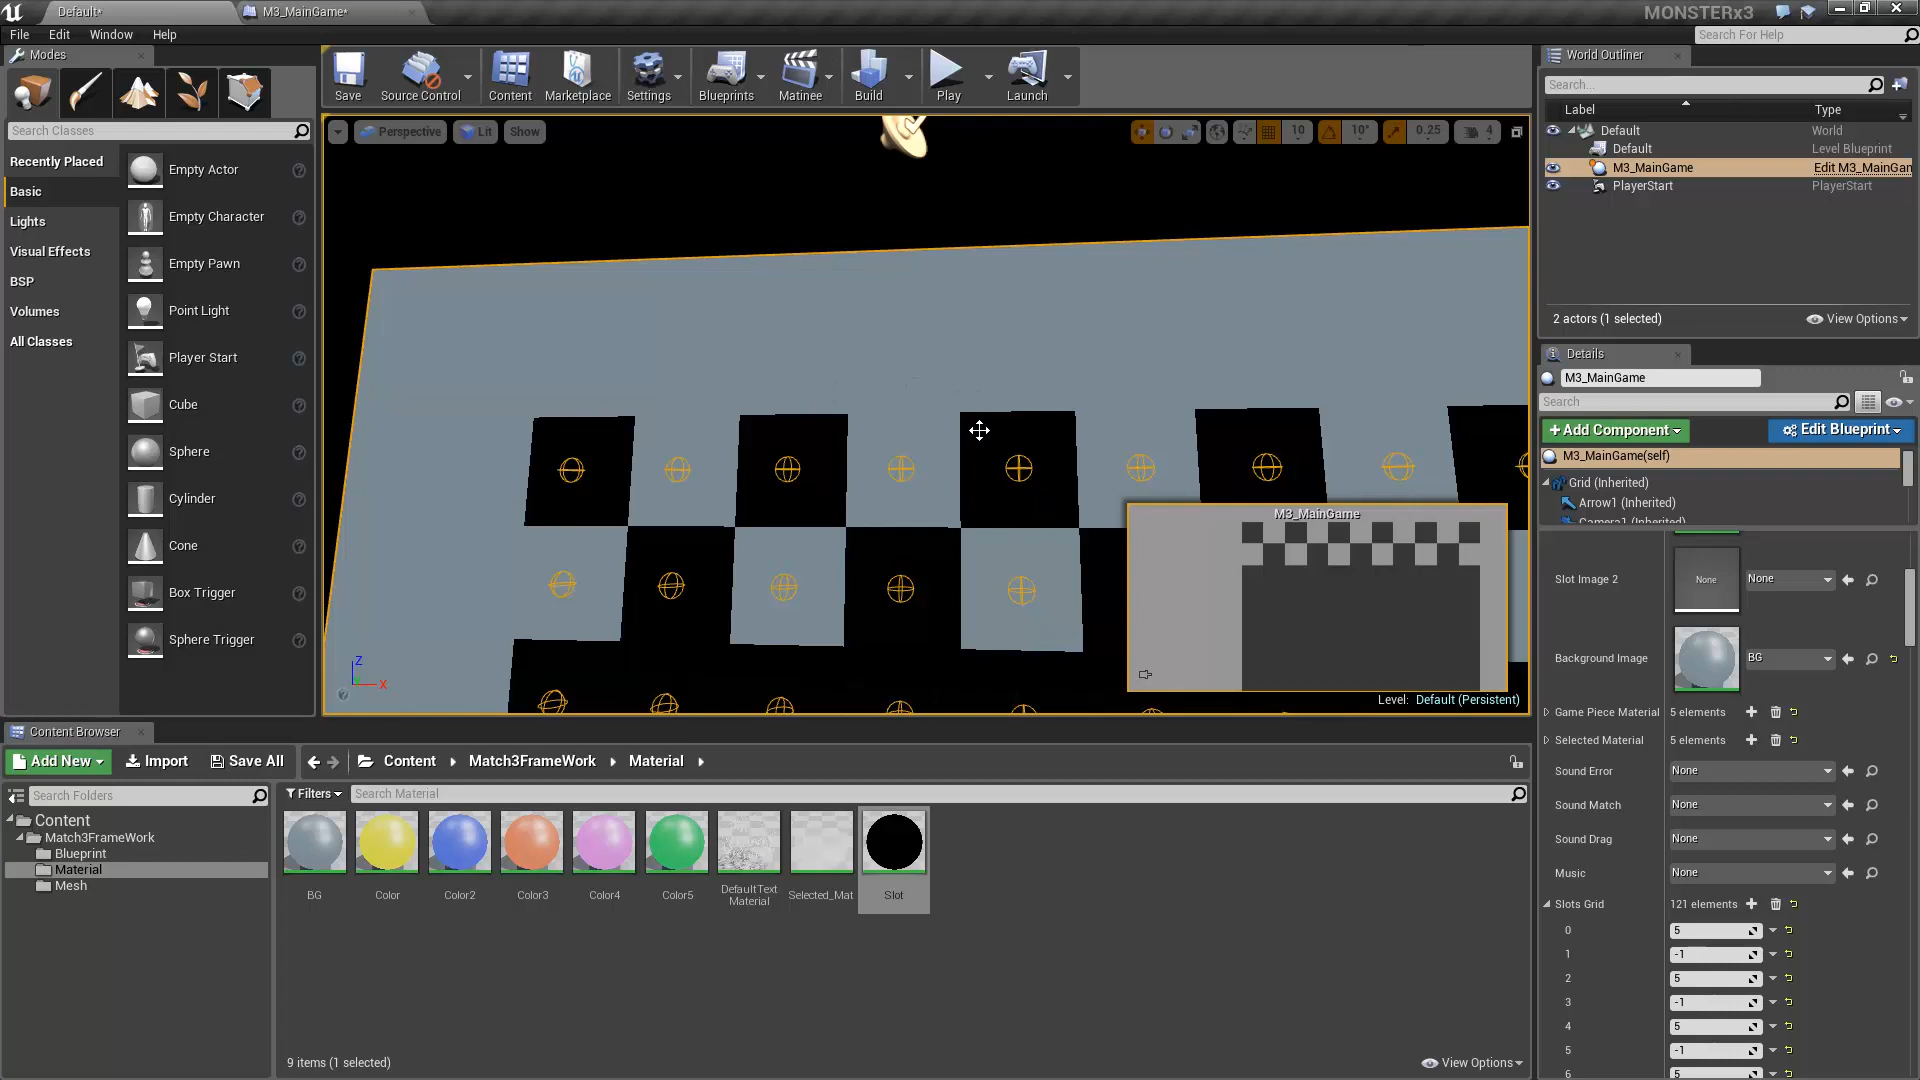 Default*
M3_MainGame*
MONSTERx3
File Edit Window Help
Search For Help
Modes
Search Classes
Recently Placed
Basic
Lights
Visual Effects
BSP
Volumes
All Classes
Empty Actor
Empty Character
Empty Pawn
Point Light
Player Start
Cube
Sphere
Cylinder
Cone
Box Trigger
Sphere Trigger
Save
Source Control
Content
Marketplace
Settings
Blueprints
Matinee
Build
Play
Launch
Perspective
Lit
Show
10
10°
0.25
4
M3_MainGame
Z
X
Level: Default (Persistent)
World Outliner
Search...
Label Type
Default World
Default Level Blueprint
M3_MainGame Edit M3_MainGan
PlayerStart PlayerStart
2 actors (1 selected)
View Options
Details
M3_MainGame
Search
+Add Component
Edit Blueprint
M3_MainGame(self)
Grid (Inherited)
Arrow1 (Inherited)
Camera1 (Inherited)
Slot Image 2 None None
Background Image BG
Game Piece Material 5 elements
Selected Material 5 elements
Sound Error None
Sound Match None
Sound Drag None
Music None
Slots Grid 121 elements
0 5
1 -1
2 5
3 -1
4 5
5 -1
6 5
Content Browser
Add New
Import
Save All
Content
Match3FrameWork
Material
Search Folders
Filters
Search Material
Content
Match3FrameWork
Blueprint
Material
Mesh
BG
Color
Color2
Color3
Color4
Color5
DefaultText
Material
Selected_Mat
Slot
9 items (1 selected)
View Options